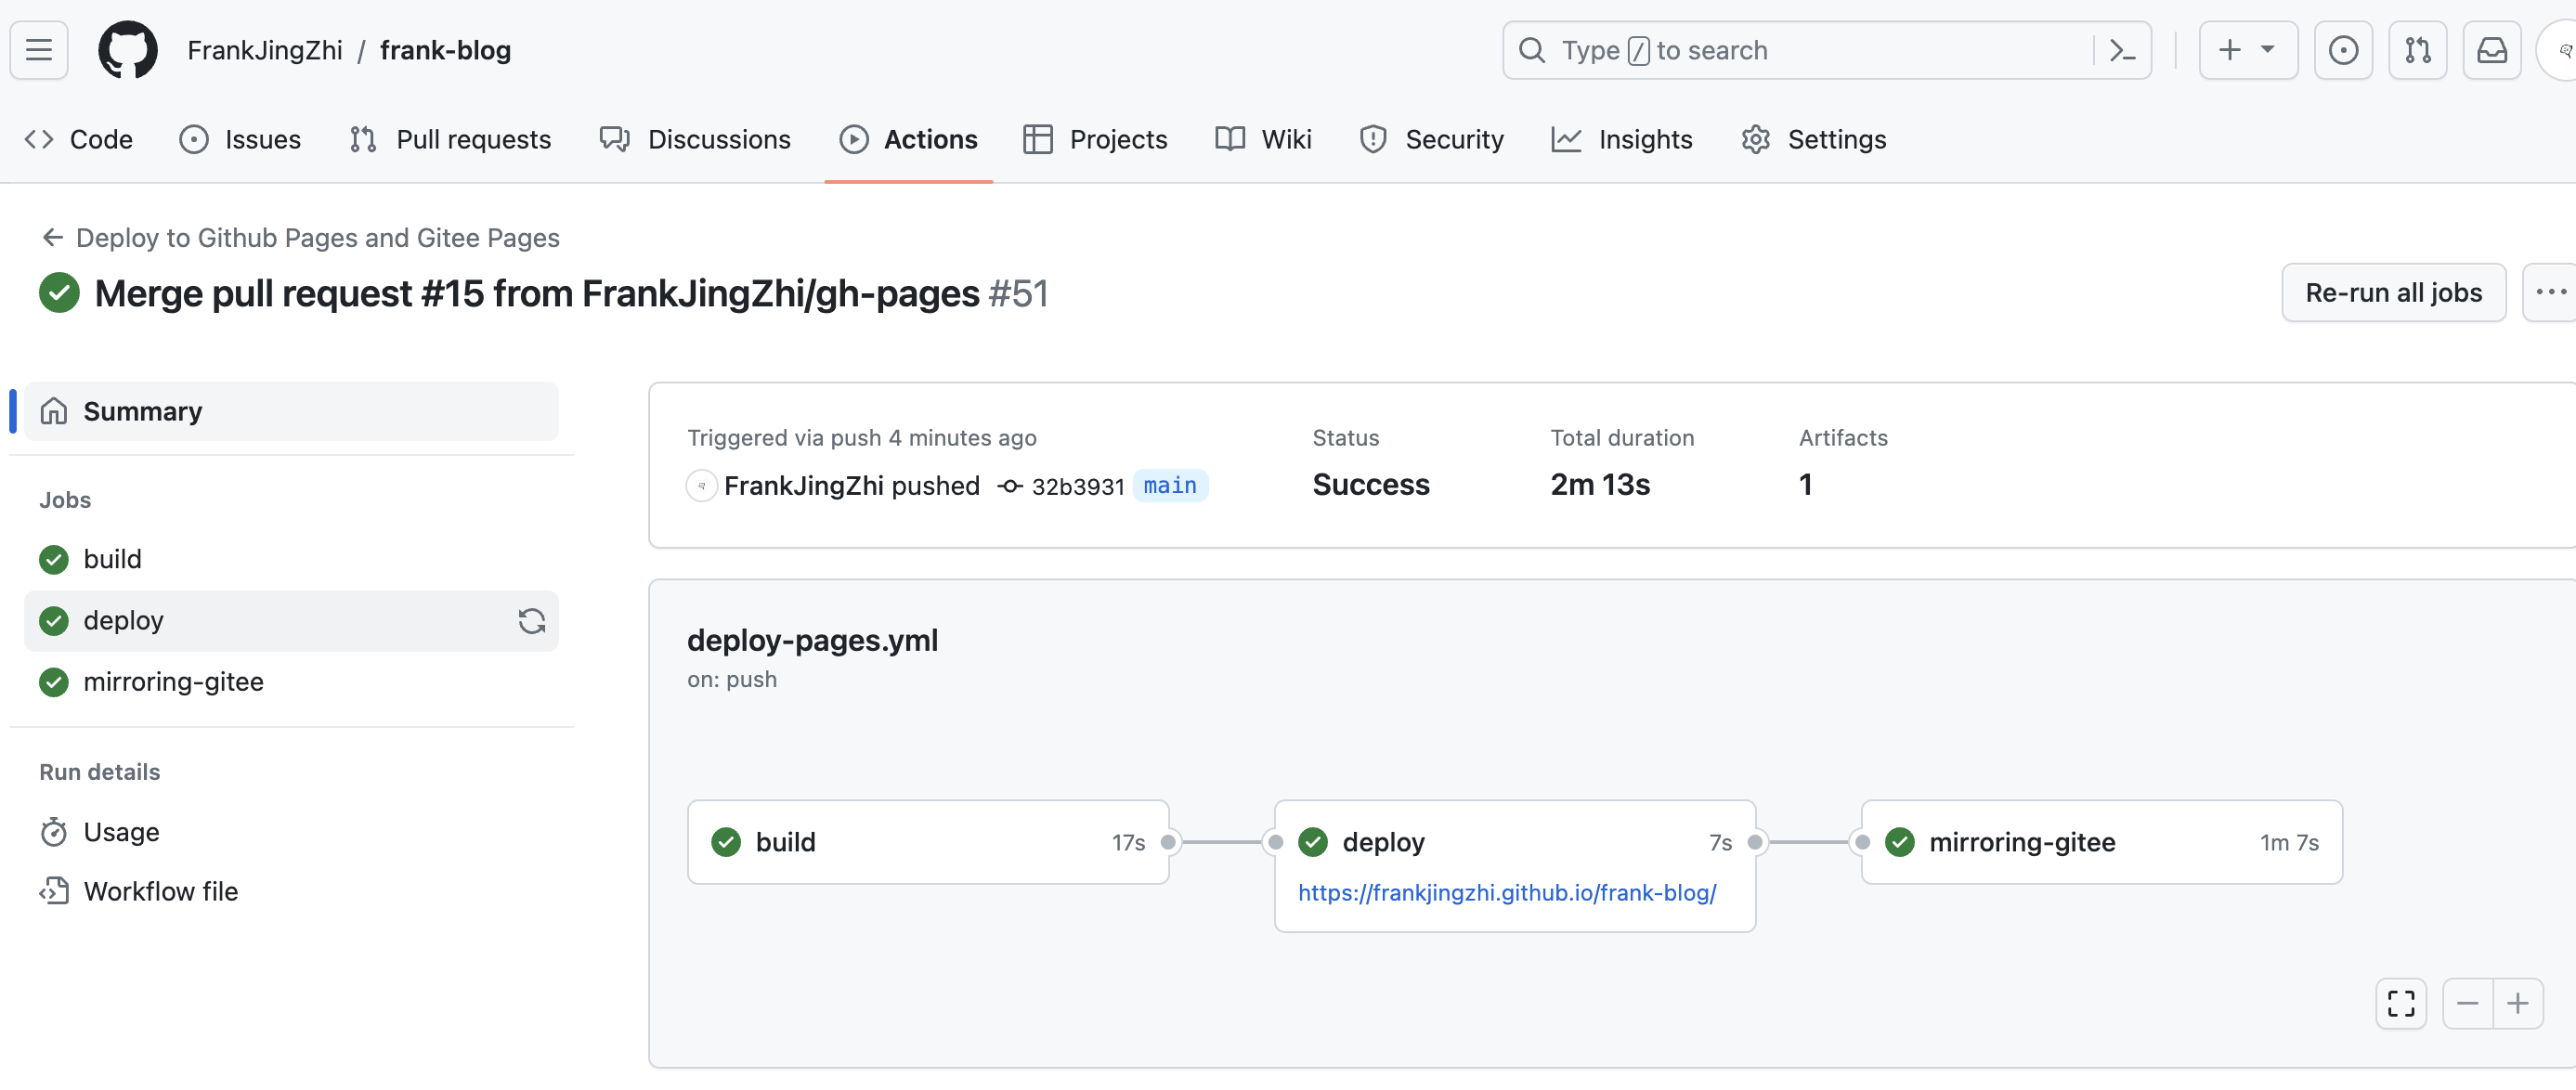 FrankJingZhi / frank-blog
Type / to search
Code Issues Pull requests Discussions Actions Projects Wiki Security Insights Settings
Deploy to Github Pages and Gitee Pages
Merge pull request #15 from FrankJingZhi/gh-pages #51
Re-run all jobs
Summary
Jobs
build
deploy
mirroring-gitee
Run details
Usage
Workflow file
Triggered via push 4 minutes ago
FrankJingZhi pushed 32b3931 main
Status
Success
Total duration
2m 13s
Artifacts
1
deploy-pages.yml
on: push
build 17s
deploy 7s
https://frankjingzhi.github.io/frank-blog/
mirroring-gitee 1m 7s